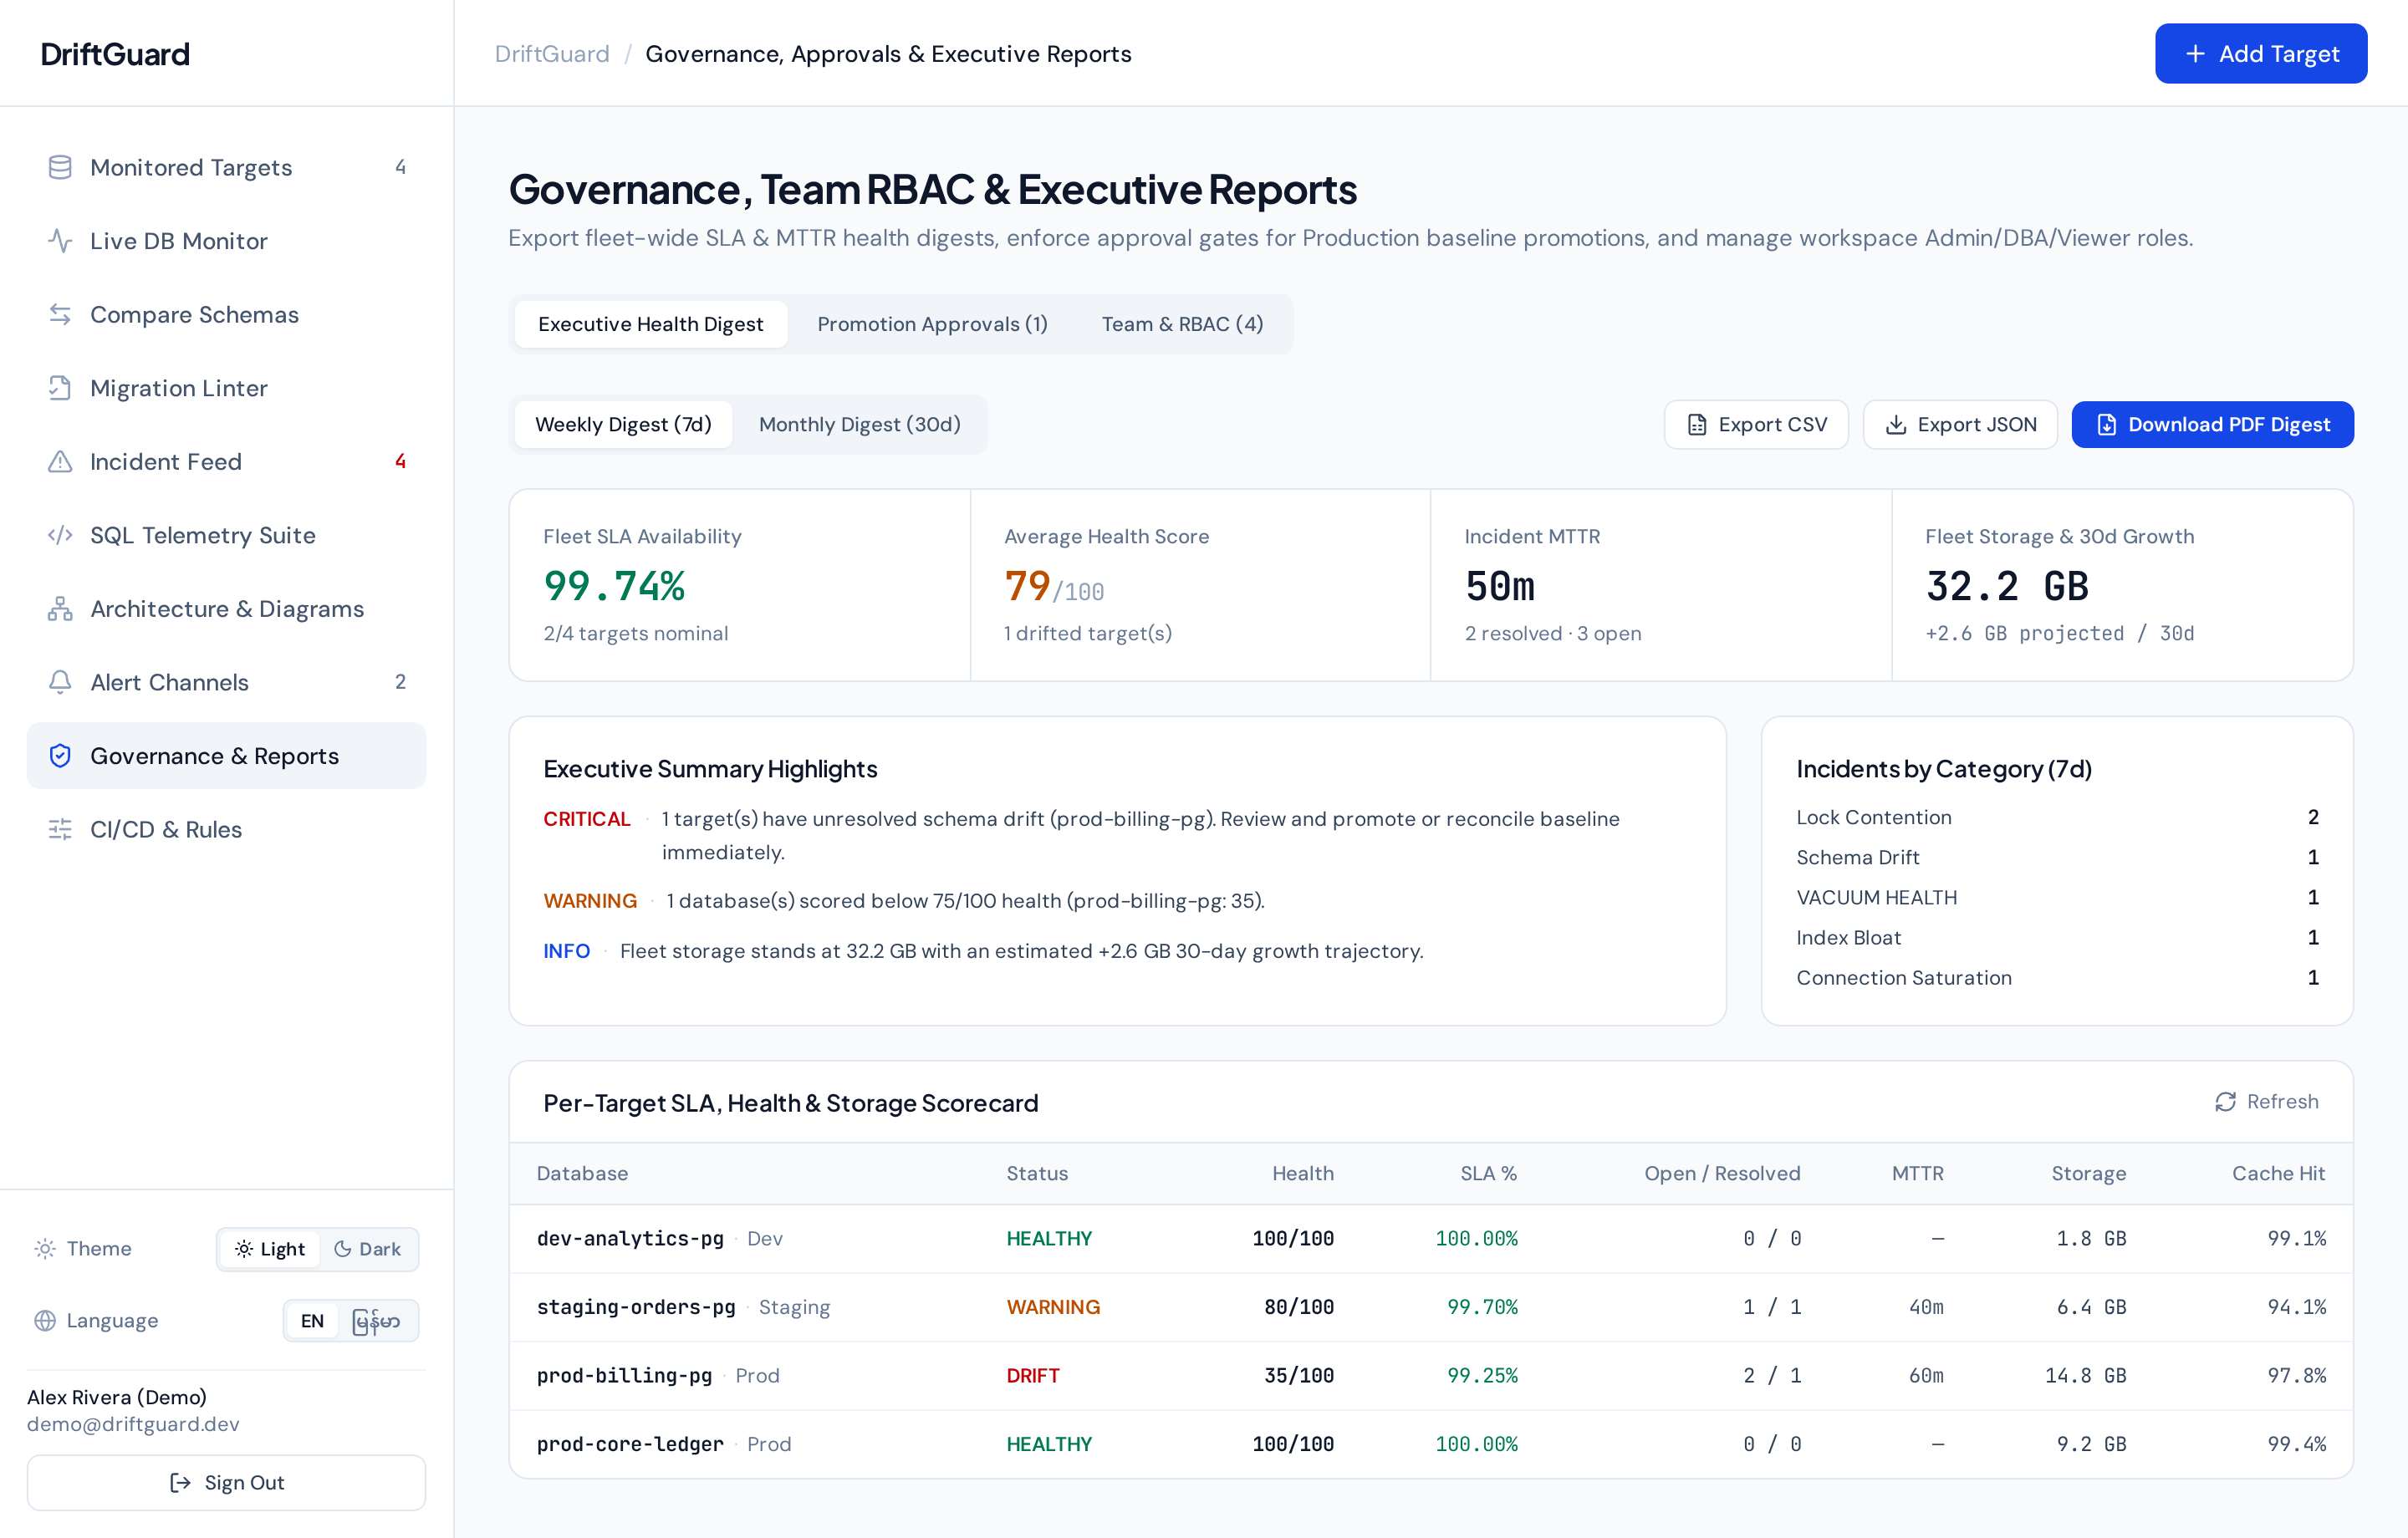 DriftGuard
DriftGuard / Governance, Approvals & Executive Reports
+ Add Target
Monitored Targets 4
Live DB Monitor
Compare Schemas
Migration Linter
Incident Feed 4
SQL Telemetry Suite
Architecture & Diagrams
Alert Channels 2
Governance & Reports
CI/CD & Rules
Theme Light Dark
Language EN မြန်မာ
Alex Rivera (Demo)
demo@driftguard.dev
Sign Out
Governance, Team RBAC & Executive Reports
Export fleet-wide SLA & MTTR health digests, enforce approval gates for Production baseline promotions, and manage workspace Admin/DBA/Viewer roles.
Executive Health Digest Promotion Approvals (1) Team & RBAC (4)
Weekly Digest (7d) Monthly Digest (30d) Export CSV Export JSON Download PDF Digest
Fleet SLA Availability
99.74%
2/4 targets nominal
Average Health Score
79/100
1 drifted target(s)
Incident MTTR
50m
2 resolved · 3 open
Fleet Storage & 30d Growth
32.2 GB
+2.6 GB projected / 30d
Executive Summary Highlights
CRITICAL · 1 target(s) have unresolved schema drift (prod-billing-pg). Review and promote or reconcile baseline
immediately.
WARNING · 1 database(s) scored below 75/100 health (prod-billing-pg: 35).
INFO · Fleet storage stands at 32.2 GB with an estimated +2.6 GB 30-day growth trajectory.
Incidents by Category (7d)
Lock Contention 2
Schema Drift 1
VACUUM HEALTH 1
Index Bloat 1
Connection Saturation 1
Per-Target SLA, Health & Storage Scorecard Refresh
Database Status Health SLA % Open / Resolved MTTR Storage Cache Hit
dev-analytics-pg · Dev HEALTHY 100/100 100.00% 0 / 0 — 1.8 GB 99.1%
staging-orders-pg · Staging WARNING 80/100 99.70% 1 / 1 40m 6.4 GB 94.1%
prod-billing-pg · Prod DRIFT 35/100 99.25% 2 / 1 60m 14.8 GB 97.8%
prod-core-ledger · Prod HEALTHY 100/100 100.00% 0 / 0 — 9.2 GB 99.4%